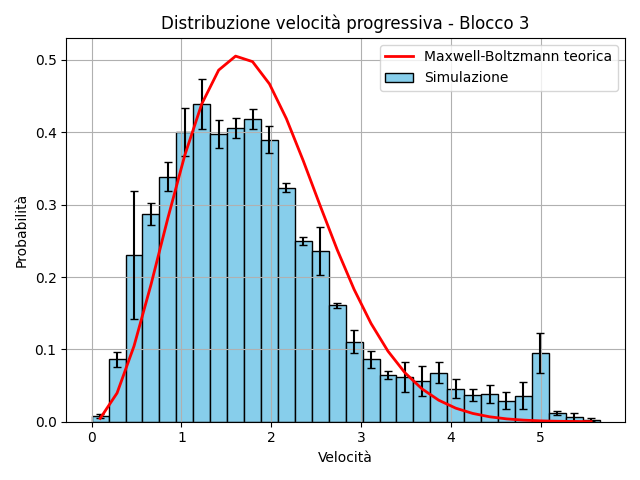 Distribuzione velocità progressiva - Blocco 3
Maxwell-Boltzmann teorica
Simulazione
Probabilità
0.5
0.4
0.3
0.2
0.1
0.0
0 1 2 3 4 5
Velocità